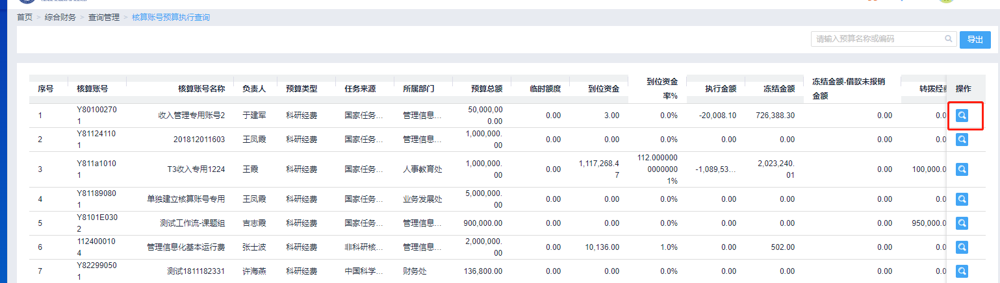 首页 > 综合财务 > 查询管理 > 核算账号预算执行查询
请输入预算名称或编码 导出
序号 核算账号 核算账号名称 负责人 预算类型 任务来源 所属部门 预算总额 临时额度 到位资金 到位资金率% 执行金额 冻结金额 冻结金额-借款未报销金额 转拨经 操作
1 Y801002701 收入管理专用账号2 于建军 科研经费 国家任务... 管理信息... 50,000,000.00 0.00 3.00 0.0% -20,008.10 726,388.30 0.00 0.0
2 Y811241101 201812011603 王凤霞 科研经费 国家任务... 管理信息... 1,000,000.00 0.00 0.00 0.0% 0.00 0.00 0.00 0.0
3 Y811a10101 T3收入专用1224 王霞 科研经费 国家任务... 人事教育处 1,000,000.00 0.00 1,117,268.47 112.00000000000001% -1,089,53... 2,023,240.01 0.00 100,000.0
4 Y811890801 单独建立核算账号专用 王凤霞 科研经费 国家任务... 业务发展处 5,000,000.00 0.00 0.00 0.0% 0.00 0.00 0.00 0.0
5 Y8101E0302 测试工作流-课题组 吉志霞 科研经费 国家任务... 管理信息... 900,000.00 0.00 0.00 0.0% 0.00 0.00 0.00 950,000.0
6 1124000104 管理信息化基本运行费 张士波 科研经费 非科研核... 管理信息... 2,000,000.00 0.00 10,136.00 1.0% 0.00 502.00 0.00 0.0
7 Y822990501 测试1811182331 许海燕 科研经费 中国科学... 财务处 136,800.00 0.00 0.00 0.0% 0.00 0.00 0.00 0.0